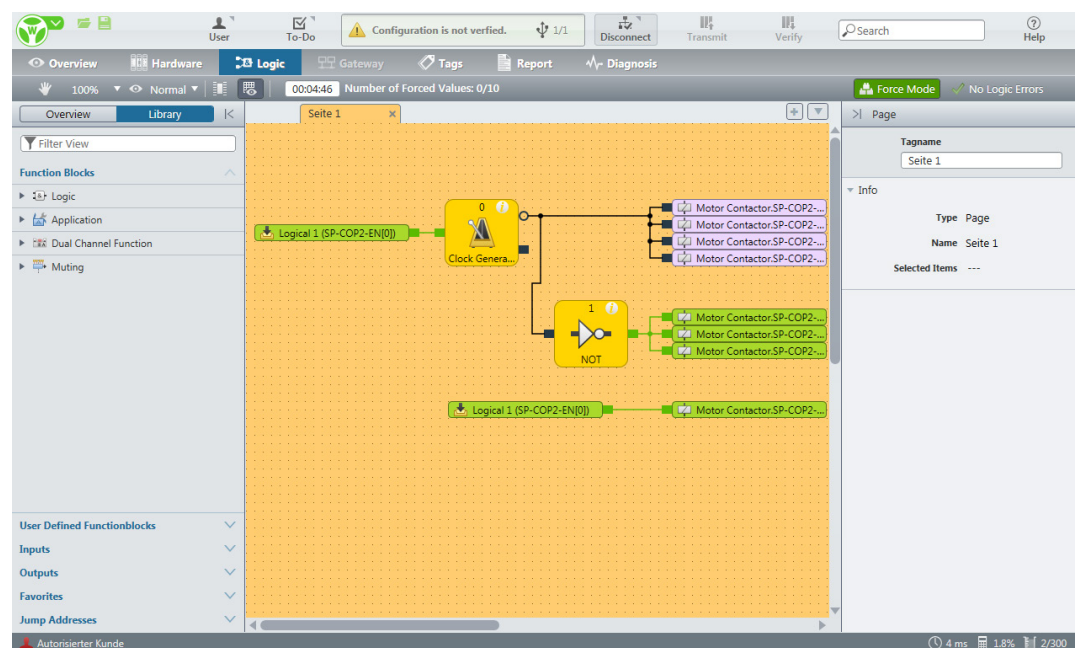 User
To-Do
Configuration is not verfied.
1/1
Disconnect
Transmit
Verify
Search
Help
Overview
Hardware
Logic
Gateway
Tags
Report
Diagnosis
100%
Normal
00:04:46
Number of Forced Values: 0/10
Force Mode
No Logic Errors
Overview
Library
Seite 1
Page
Filter View
Tagname
Seite 1
Function Blocks
Logic
Application
Dual Channel Function
Muting
Info
Type Page
Name Seite 1
Selected Items ---
0
Logical 1 (SP-COP2-EN[0])
Clock Genera...
Motor Contactor.SP-COP2-...
Motor Contactor.SP-COP2-...
Motor Contactor.SP-COP2-...
Motor Contactor.SP-COP2-...
1
NOT
Motor Contactor.SP-COP2-...
Motor Contactor.SP-COP2-...
Motor Contactor.SP-COP2-...
Logical 1 (SP-COP2-EN[0])
Motor Contactor.SP-COP2-...
User Defined Functionblocks
Inputs
Outputs
Favorites
Jump Addresses
Autorisierter Kunde
4 ms
1.8%
2/300